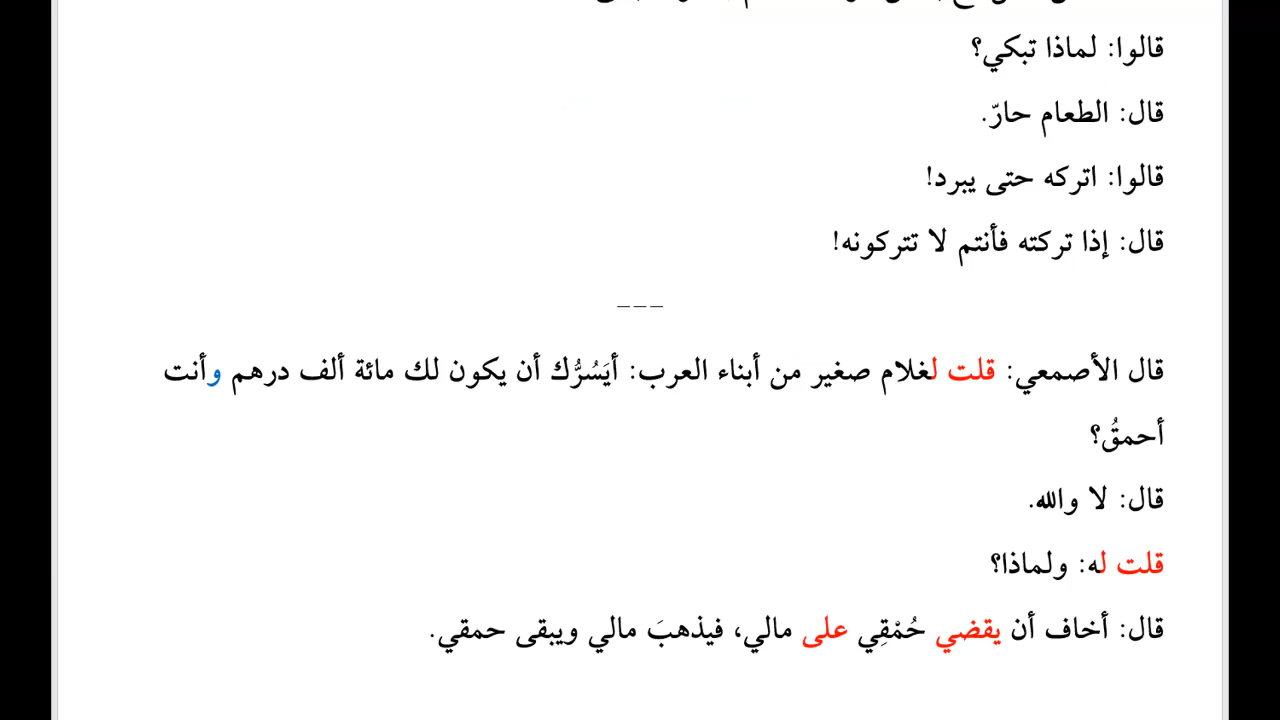 قالوا: لماذا تبكي؟
قال: الطعام حارّ.
قالوا: اتركه حتى يبرد!
قال: إذا تركته فأنتم لا تتركونه!
---
قال الأصمعي: قلت لغلام صغير من أبناء العرب: أيَسُرُّك أن يكون لك مائة ألف درهم وأنت
أحمقُ؟
قال: لا والله.
قلت له: ولماذا؟
قال: أخاف أن يقضي حُمْقِي على مالي، فيذهبَ مالي ويبقى حمقي.